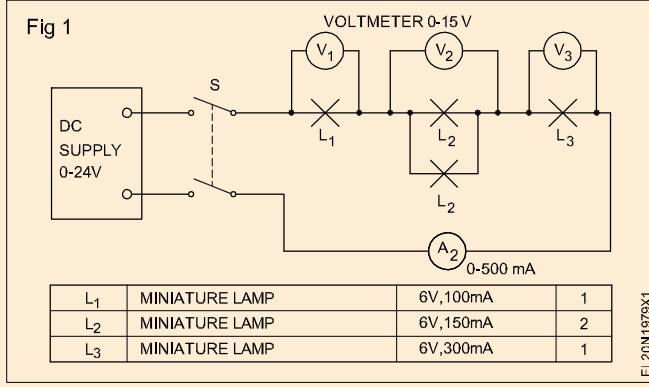 Fig 1
VOLTMETER 0-15 V
V1
V2
V3
S
DC
SUPPLY
0-24V
L1
L2
L3
L2
A2
0-500 mA
L1 MINIATURE LAMP 6V,100mA 1
L2 MINIATURE LAMP 6V,150mA 2
L3 MINIATURE LAMP 6V,300mA 1
EL20N1979X1